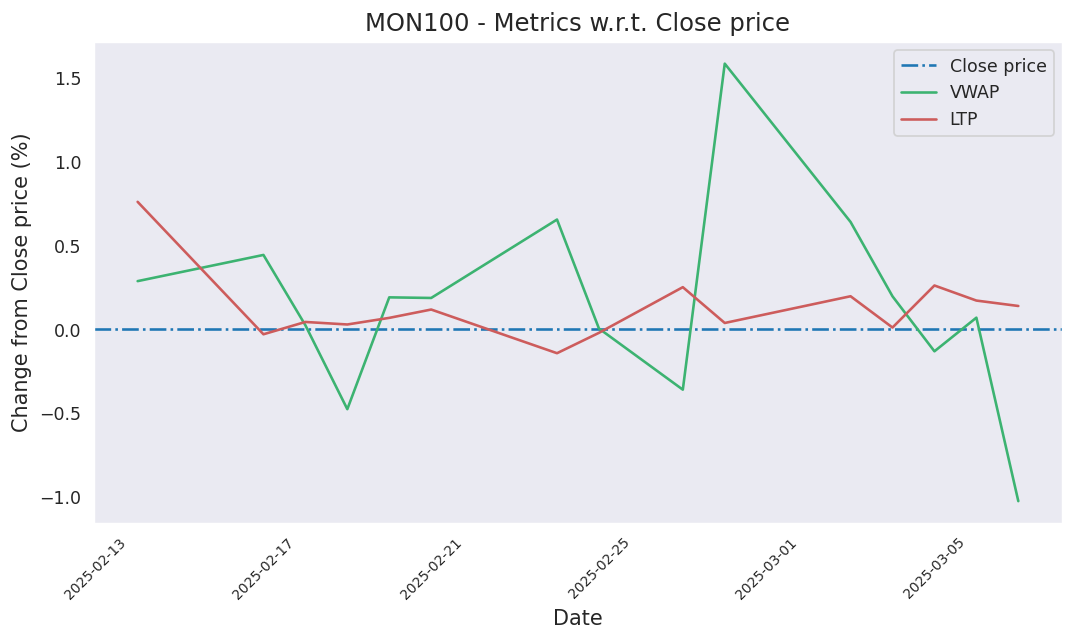 MON100 - Metrics w.r.t. Close price
Close price
VWAP
LTP
Change from Close price (%)
1.5
1.0
0.5
0.0
−0.5
−1.0
2025-02-13
2025-02-17
2025-02-21
2025-02-25
2025-03-01
2025-03-05
Date